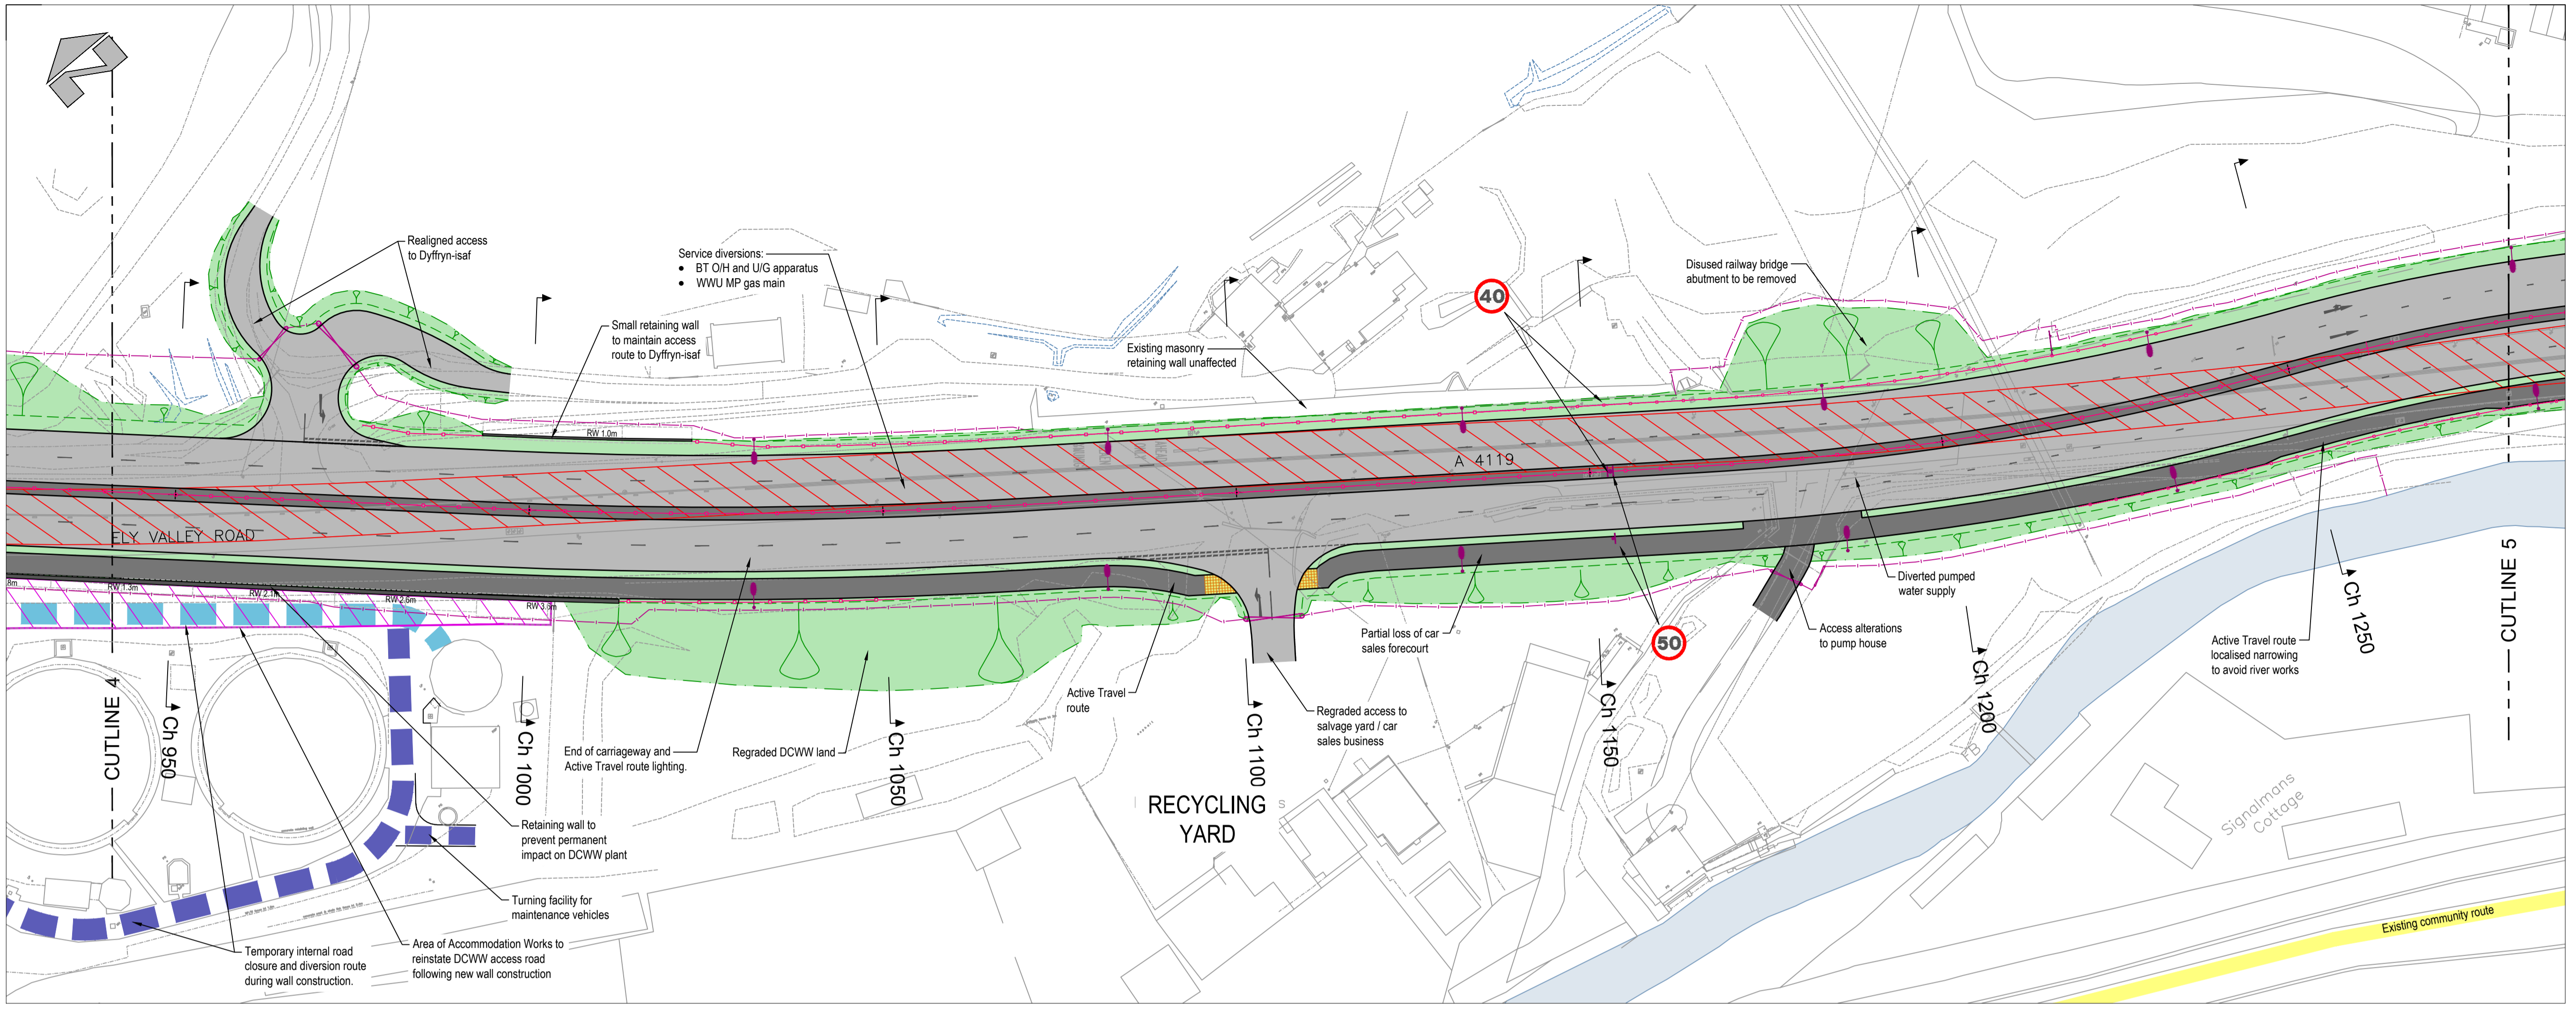 Realigned access
to Dyffryn-isaf
Service diversions:
• BT O/H and U/G apparatus
• WWU MP gas main
Small retaining wall
to maintain access
route to Dyffryn-isaf
RW 1.0m
Existing masonry
retaining wall unaffected
40
Disused railway bridge
abutment to be removed
A 4119
ELY VALLEY ROAD
.8m
RW 1.3m
RW 2.1m
RW 2.6m
RW 3.6m
CUTLINE 4
Ch 950
Ch 1000
End of carriageway and
Active Travel route lighting.
Regraded DCWW land
Ch 1050
Active Travel
route
Ch 1100
Regraded access to
salvage yard / car
sales business
Partial loss of car
sales forecourt
50
Ch 1150
Access alterations
to pump house
Diverted pumped
water supply
Ch 1200
Active Travel route
localised narrowing
to avoid river works
Ch 1250
CUTLINE 5
RECYCLING
YARD
FB
Signalmans
Cottage
Existing community route
Retaining wall to
prevent permanent
impact on DCWW plant
Turning facility for
maintenance vehicles
Area of Accommodation Works to
reinstate DCWW access road
following new wall construction
Temporary internal road
closure and diversion route
during wall construction.